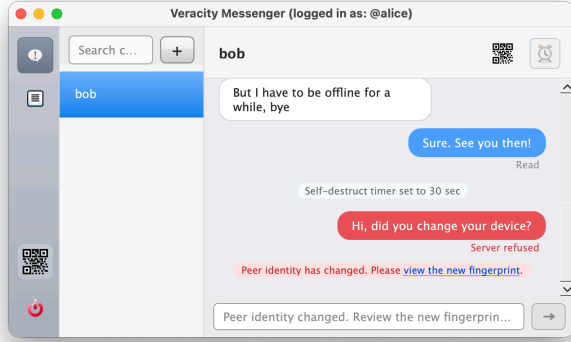 Veracity Messenger (logged in as: @alice)
Search c...
+
bob
bob
But I have to be offline for a
while, bye
Sure. See you then!
Read
Self-destruct timer set to 30 sec
Hi, did you change your device?
Server refused
Peer identity has changed. Please view the new fingerprint.
Peer identity changed. Review the new fingerprin...